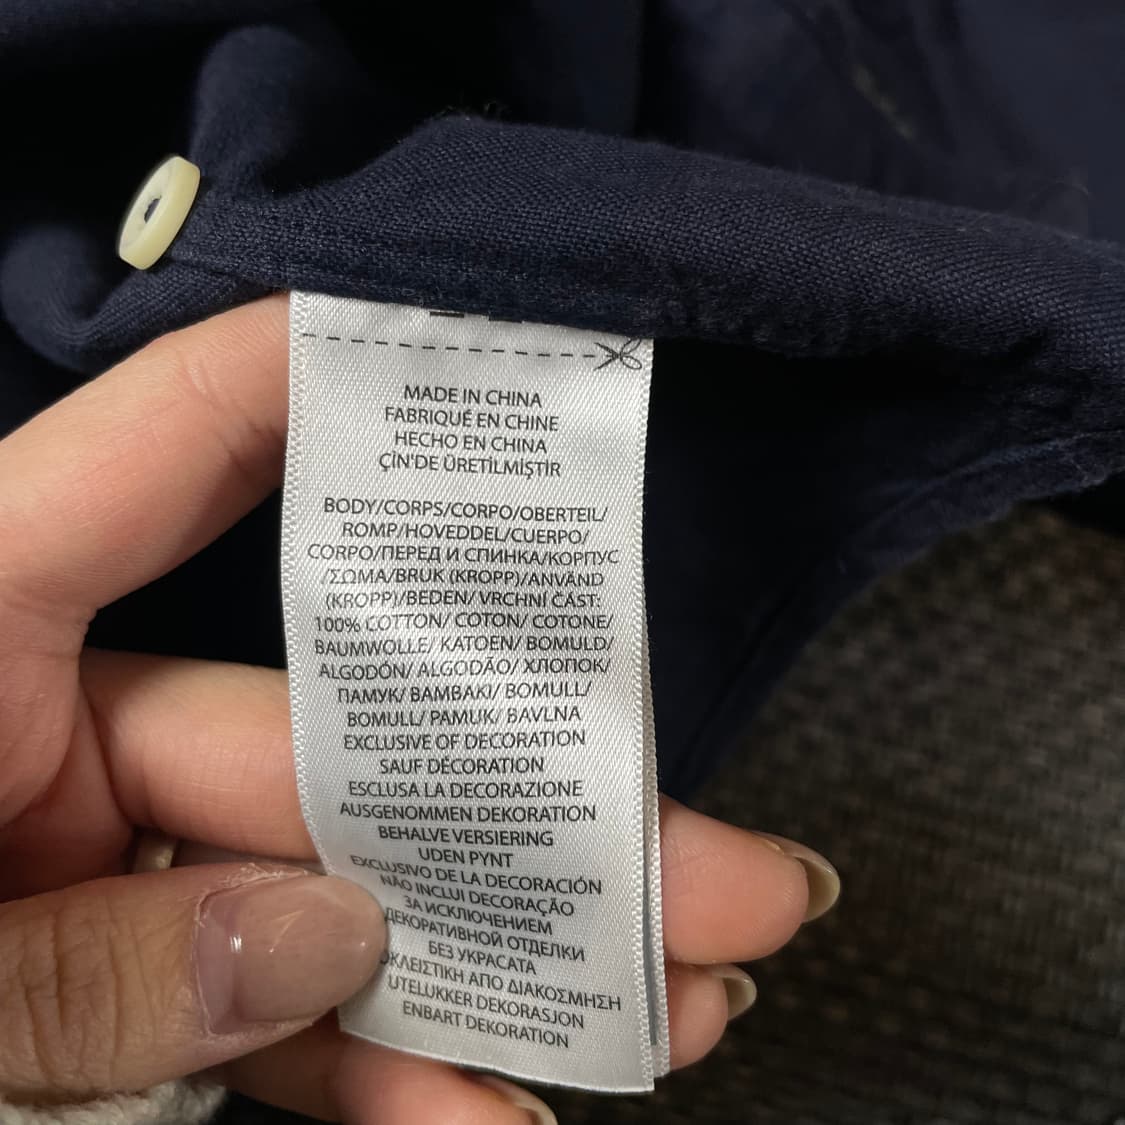 MADE IN CHINA
FABRIQUÉ EN CHINE
HECHO EN CHINA
ÇİN'DE ÜRETİLMİŞTİR
BODY/CORPS/CORPO/OBERTEIL/
ROMP/HOVEDDEL/CUERPO/
CORPO/ПЕРЕД И СПИНКА/КОРПУС
/ΣΩΜΑ/BRUK (KROPP)/ANVÄND
(KROPP)/BEDEN/ VRCHNÍ ČÁST:
100% COTTON/ COTON/ COTONE/
BAUMWOLLE/ KATOEN/ BOMULD/
ALGODÓN/ ALGODÃO/ ХЛОПОК/
ПАМУК/ ΒΑΜΒΑΚΙ/ BOMULL/
BOMULL/ PAMUK/ BAVLNA
EXCLUSIVE OF DECORATION
SAUF DÉCORATION
ESCLUSA LA DECORAZIONE
AUSGENOMMEN DEKORATION
BEHALVE VERSIERING
UDEN PYNT
EXCLUSIVO DE LA DECORACIÓN
NÃO INCLUI DECORAÇÃO
ЗА ИСКЛЮЧЕНИЕМ
ДЕКОРАТИВНОЙ ОТДЕЛКИ
БЕЗ УКРАСАТА
ΟΚΛΕΙΣΤΙΚΗ ΑΠΟ ΔΙΑΚΟΣΜΗΣΗ
UTELUKKER DEKORASJON
ENBART DEKORATION